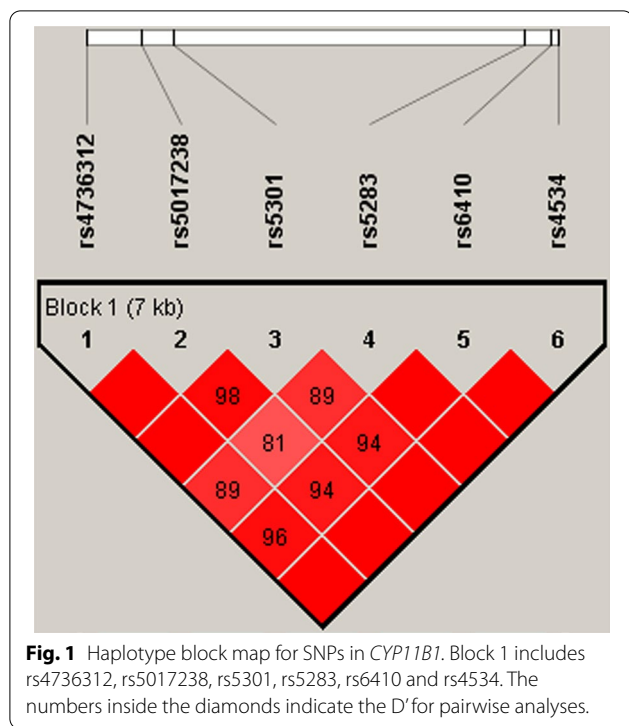 rs4736312 rs5017238 rs5301 rs5283 rs6410 rs4534
Block 1 (7 kb)
1 2 3 4 5 6
98 89
81 94
89 94
96
Fig. 1 Haplotype block map for SNPs in CYP11B1. Block 1 includes
rs4736312, rs5017238, rs5301, rs5283, rs6410 and rs4534. The
numbers inside the diamonds indicate the D’ for pairwise analyses.